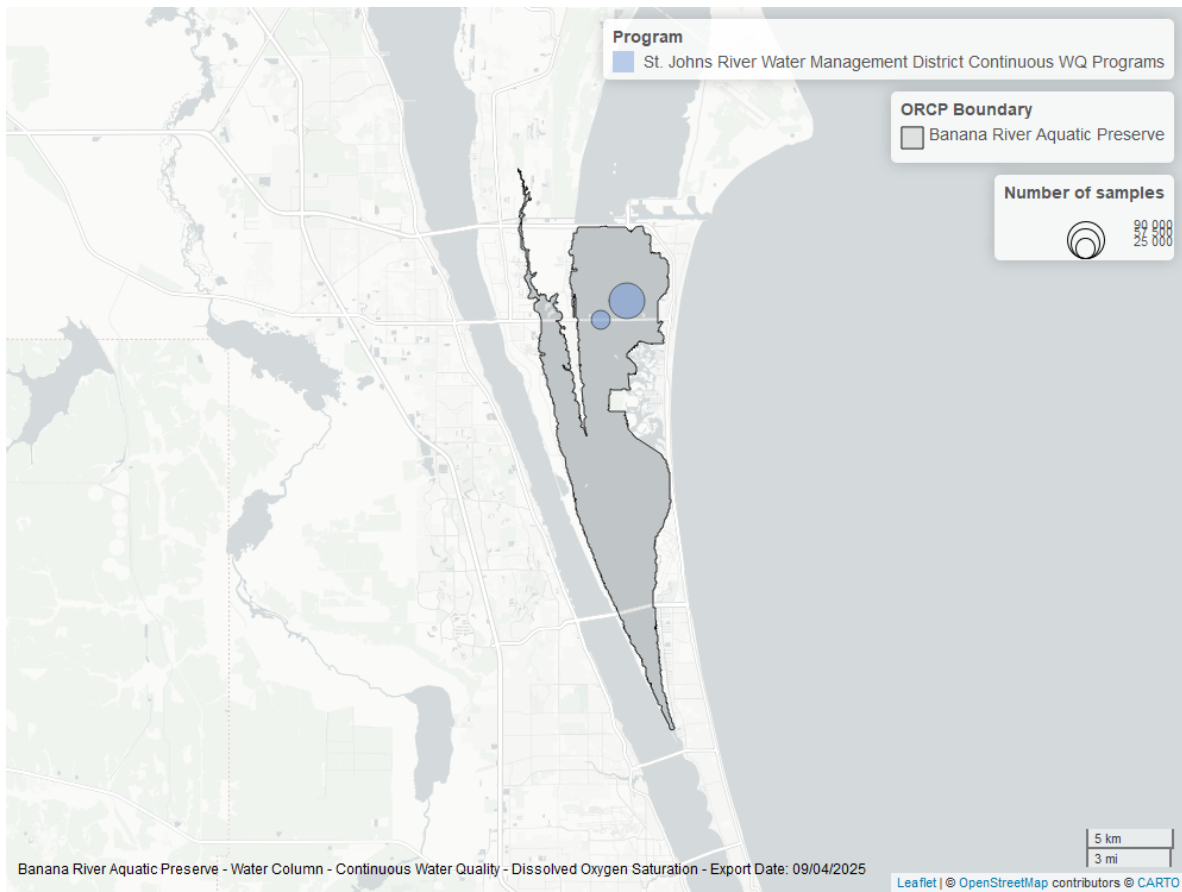 Program
St. Johns River Water Management District Continuous WQ Programs
ORCP Boundary
Banana River Aquatic Preserve
Number of samples
90 000
57 500
25 000
5 km
3 mi
Banana River Aquatic Preserve - Water Column - Continuous Water Quality - Dissolved Oxygen Saturation - Export Date: 09/04/2025
Leaflet | © OpenStreetMap contributors © CARTO